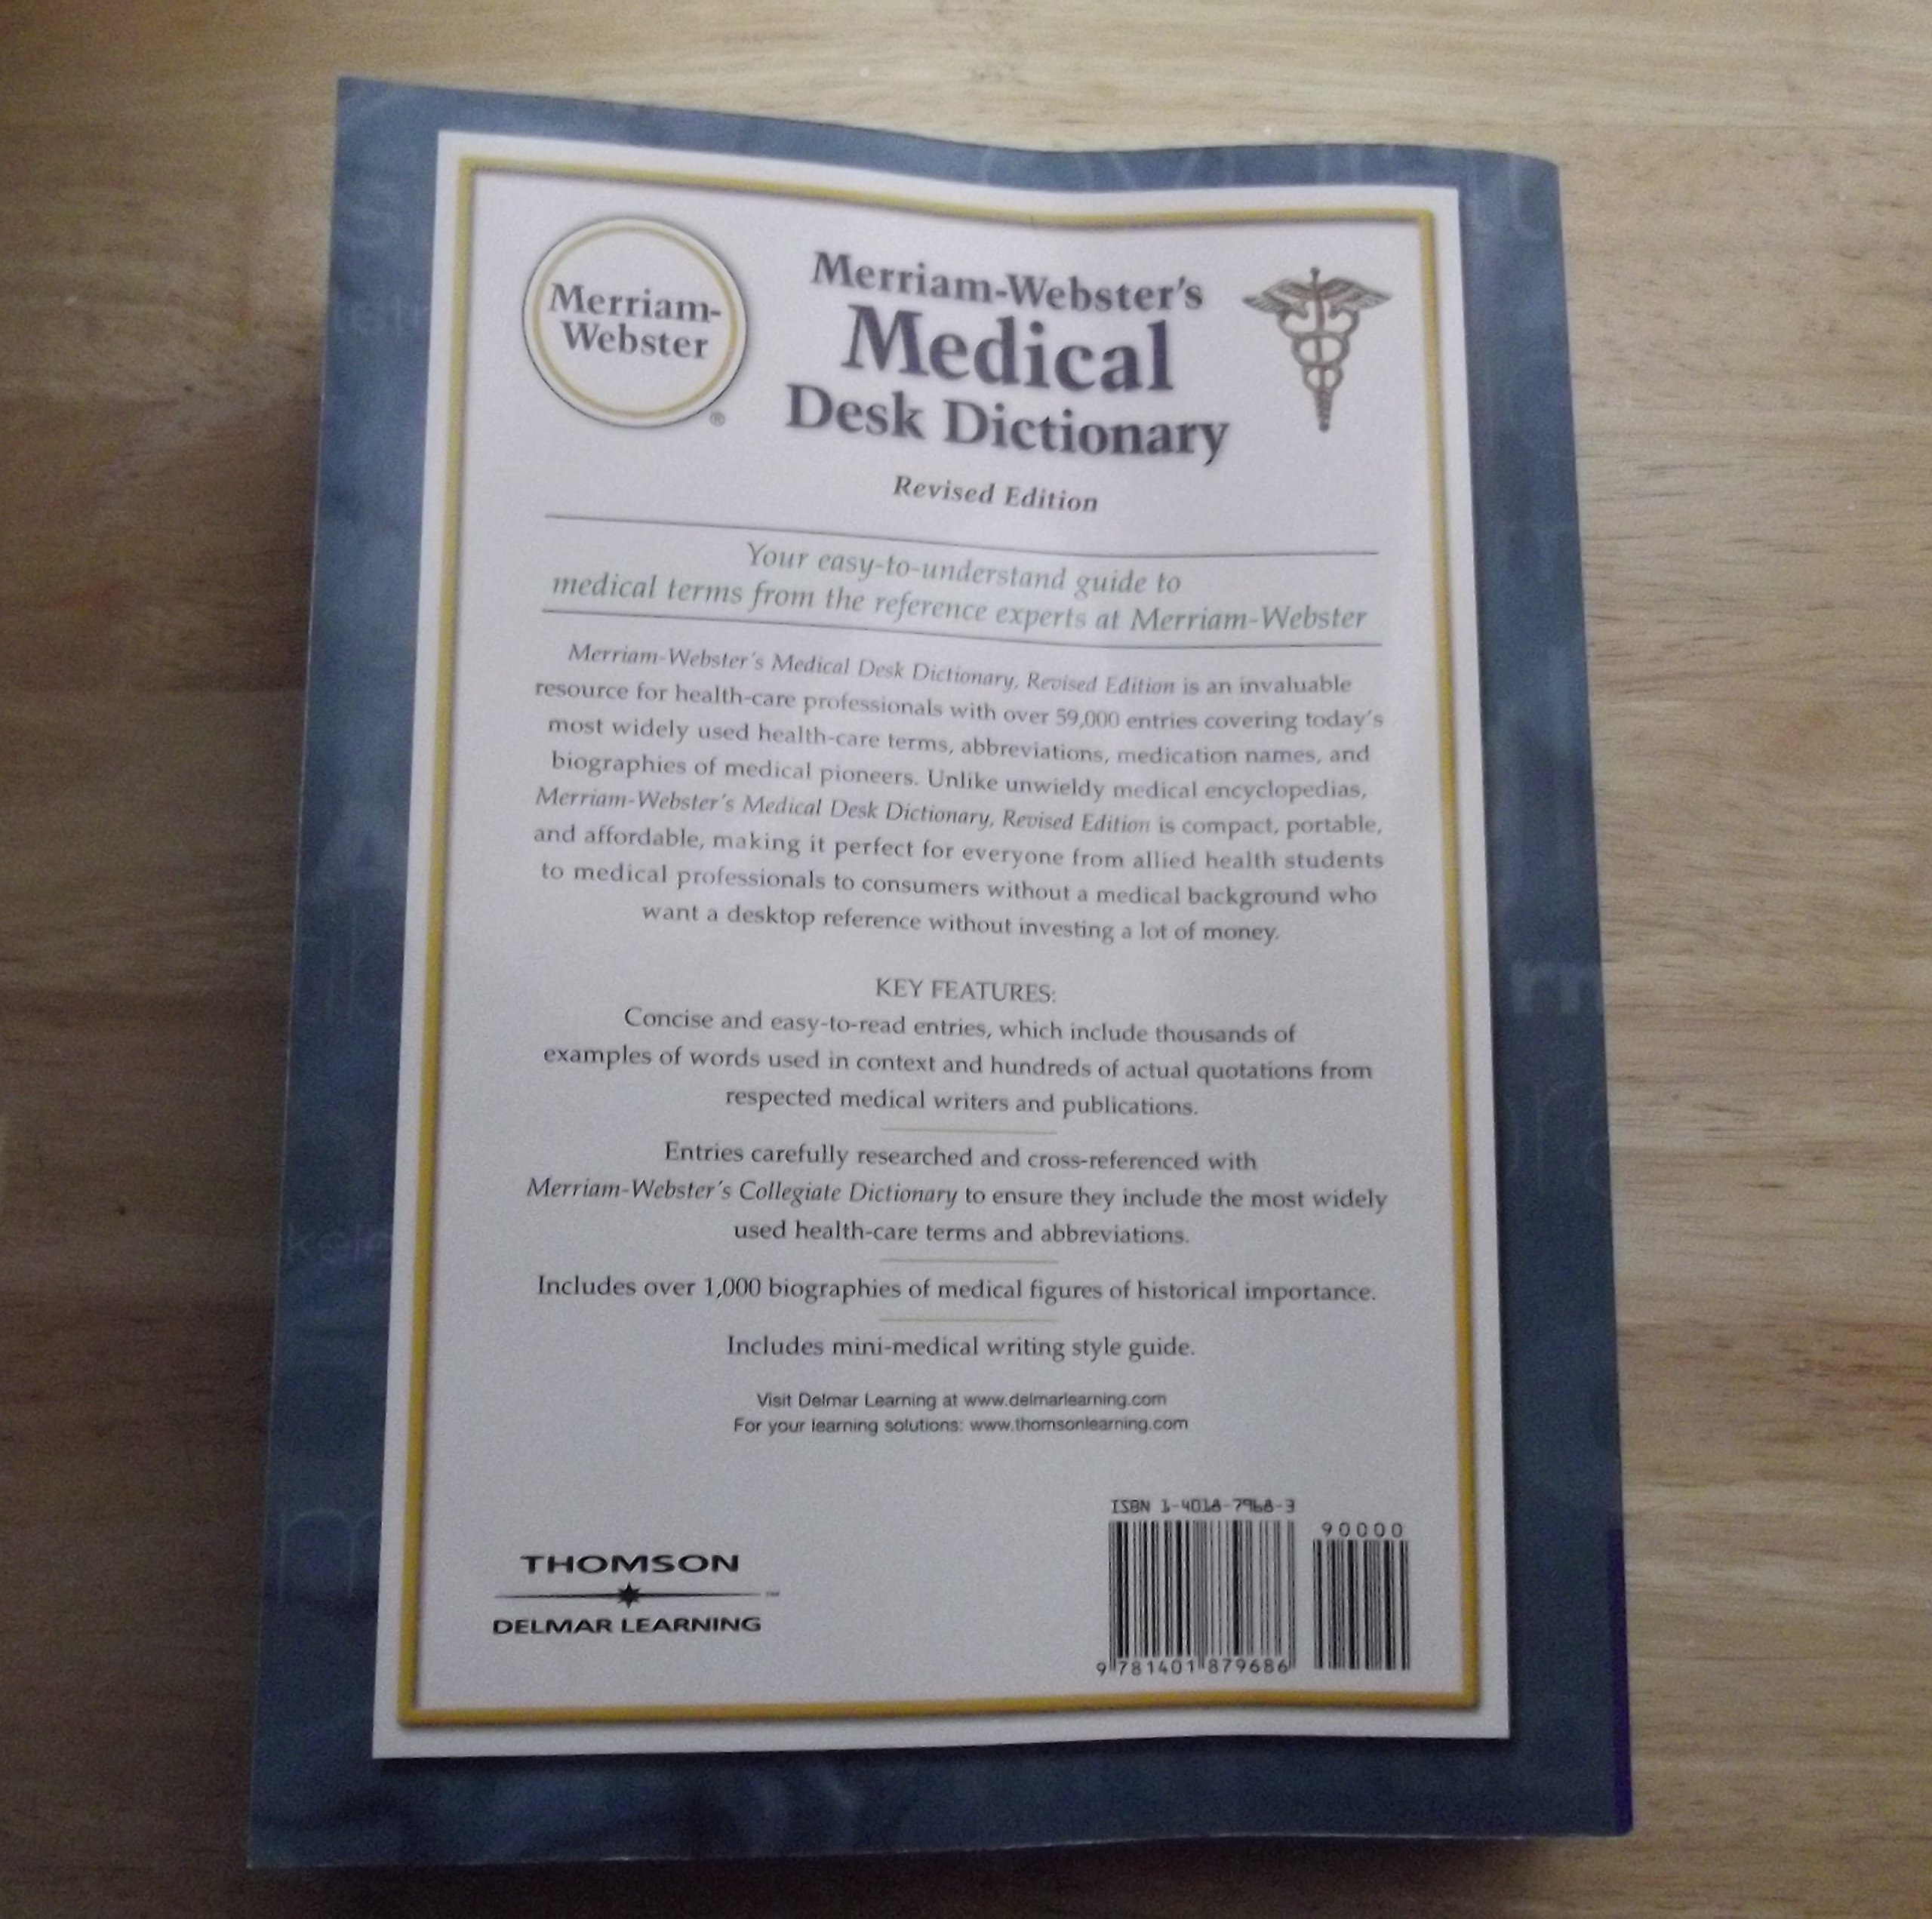 Merriam-
Webster
®
Merriam-Webster's
Medical
Desk Dictionary
Revised Edition
Your easy-to-understand guide to
medical terms from the reference experts at Merriam-Webster
Merriam-Webster's Medical Desk Dictionary, Revised Edition is an invaluable
resource for health-care professionals with over 59,000 entries covering today's
most widely used health-care terms, abbreviations, medication names, and
biographies of medical pioneers. Unlike unwieldy medical encyclopedias,
Merriam-Webster's Medical Desk Dictionary, Revised Edition is compact, portable,
and affordable, making it perfect for everyone from allied health students
to medical professionals to consumers without a medical background who
want a desktop reference without investing a lot of money.
KEY FEATURES:
Concise and easy-to-read entries, which include thousands of
examples of words used in context and hundreds of actual quotations from
respected medical writers and publications.
Entries carefully researched and cross-referenced with
Merriam-Webster's Collegiate Dictionary to ensure they include the most widely
used health-care terms and abbreviations.
Includes over 1,000 biographies of medical figures of historical importance.
Includes mini-medical writing style guide.
Visit Delmar Learning at www.delmarlearning.com
For your learning solutions: www.thomsonlearning.com
THOMSON
™
DELMAR LEARNING
ISBN 1-4018-7968-3
90000
9 781401 879686